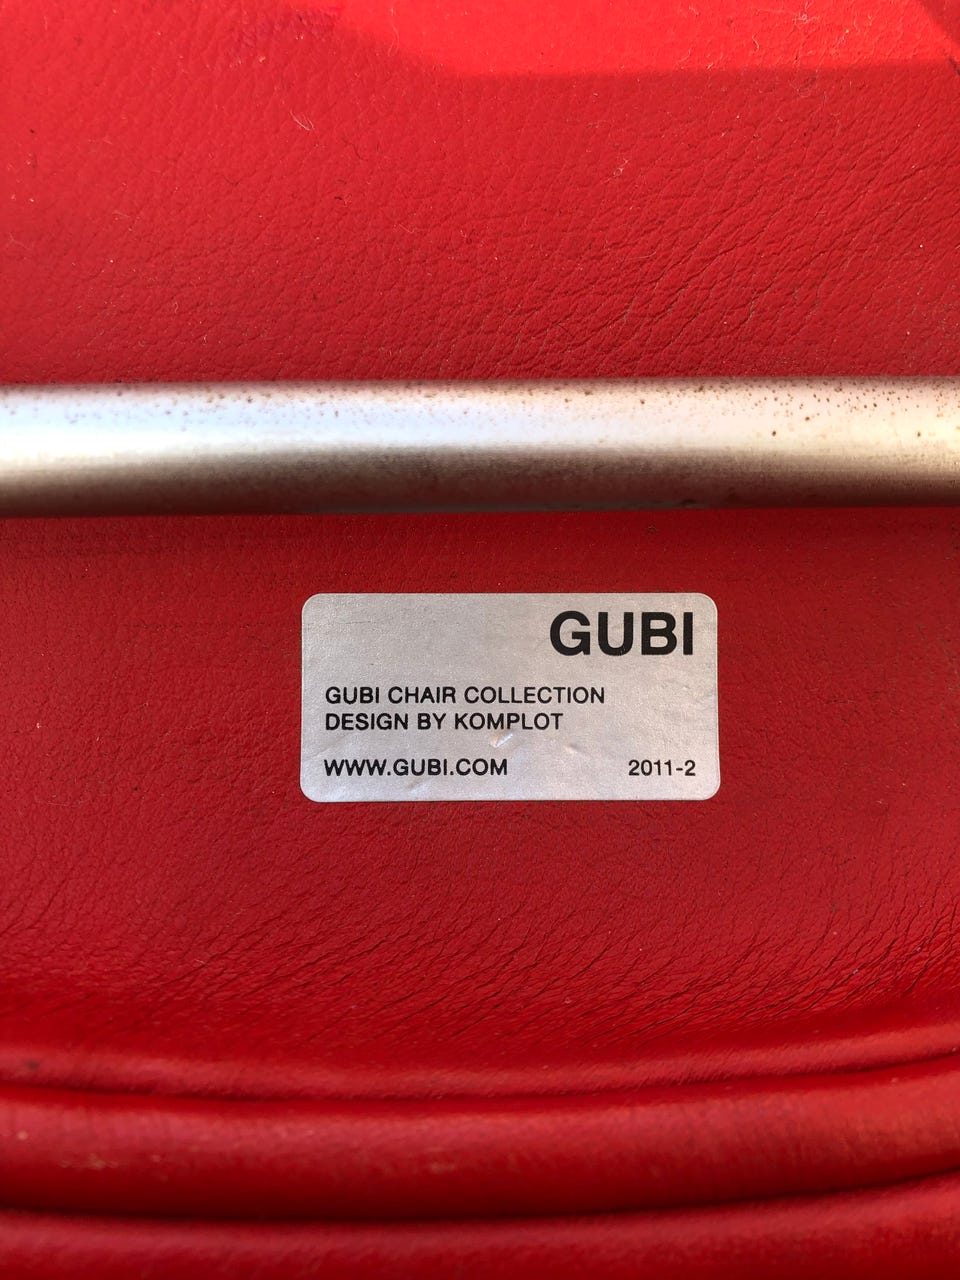 GUBI
GUBI CHAIR COLLECTION
DESIGN BY KOMPLOT
WWW.GUBI.COM 2011-2